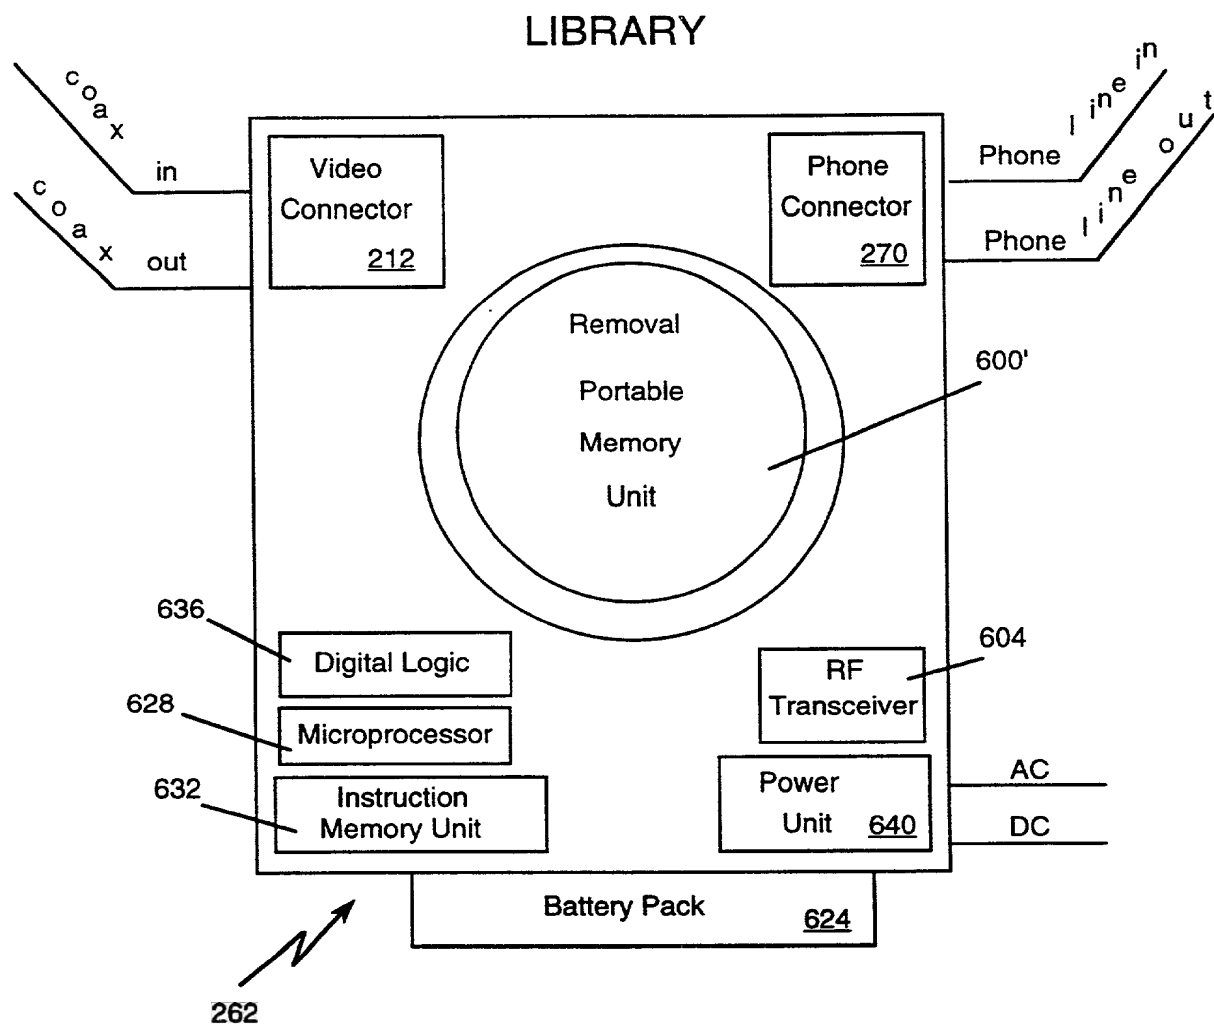 LIBRARY
coax in
coax out
Video
Connector
212
Phone
Connector
270
Phone line in
Phone line out
Removal
Portable
Memory
Unit
600'
636
Digital Logic
628
Microprocessor
632
Instruction
Memory Unit
604
RF
Transceiver
Power
Unit 640
AC
DC
Battery Pack 624
262